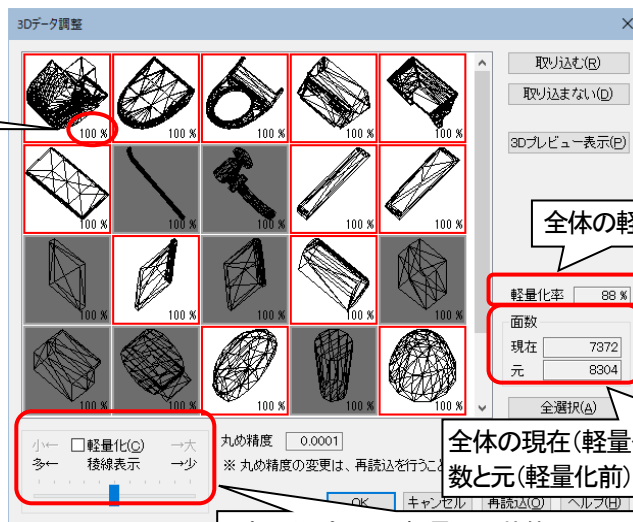 3Dデータ調整
取り込む(R)
取り込まない(D)
3Dプレビュー表示(P)
100 % 100 % 100 % 100 % 100 %
100 % 100 % 100 % 100 % 100 %
100 % 100 % 100 % 100 % 100 %
100 % 100 % 100 % 100 % 100 %
全体の軽
軽量化率 88 %
面数
現在 7372
元 8304
全選択(A)
小← 軽量化(C) →大
多← 稜線表示 →少
丸め精度 0.0001
※ 丸め精度の変更は、再読込を行うこと
全体の現在(軽量
数と元(軽量化前)
OK キャンセル 再読込(O) ヘルプ(H)